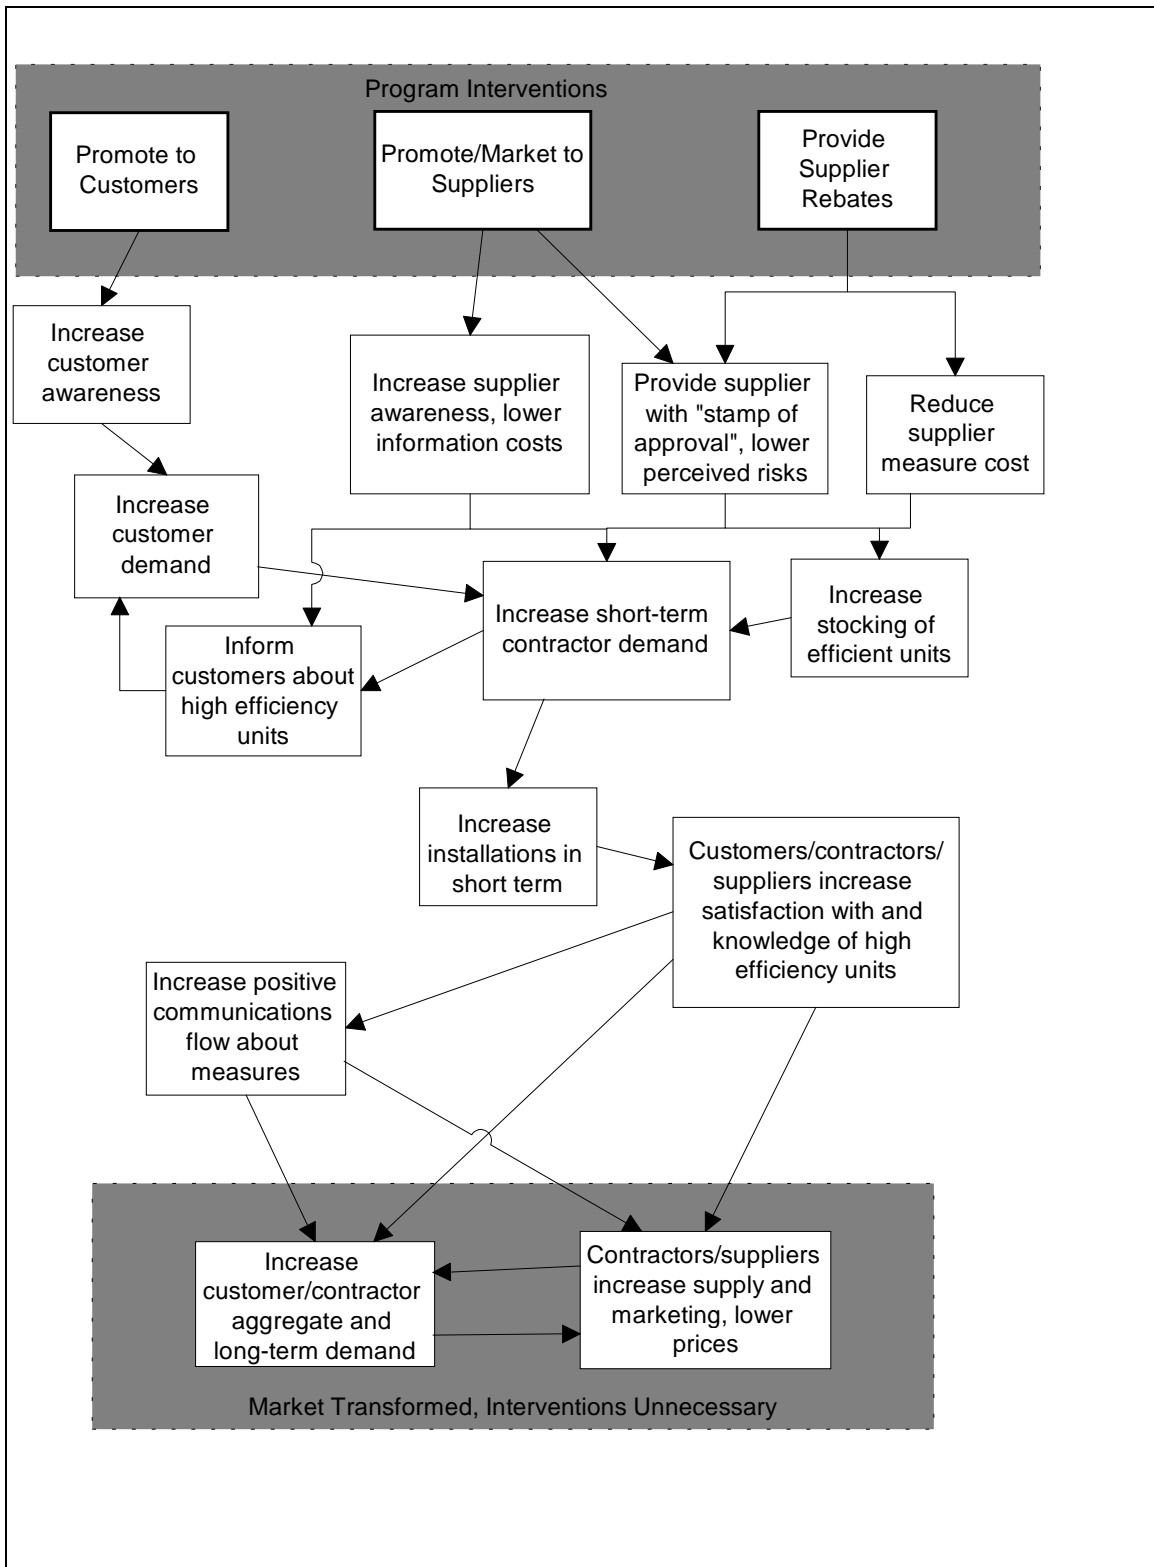 Program Interventions
Promote to
Customers
Promote/Market to
Suppliers
Provide
Supplier
Rebates
Increase
customer
awareness
Increase supplier
awareness, lower
information costs
Provide supplier
with "stamp of
approval", lower
perceived risks
Reduce
supplier
measure cost
Increase
customer
demand
Increase short-term
contractor demand
Increase
stocking of
efficient units
Inform
customers about
high efficiency
units
Increase
installations in
short term
Customers/contractors/
suppliers increase
satisfaction with and
knowledge of high
efficiency units
Increase positive
communications
flow about
measures
Increase
customer/contractor
aggregate and
long-term demand
Contractors/suppliers
increase supply and
marketing, lower
prices
Market Transformed, Interventions Unnecessary